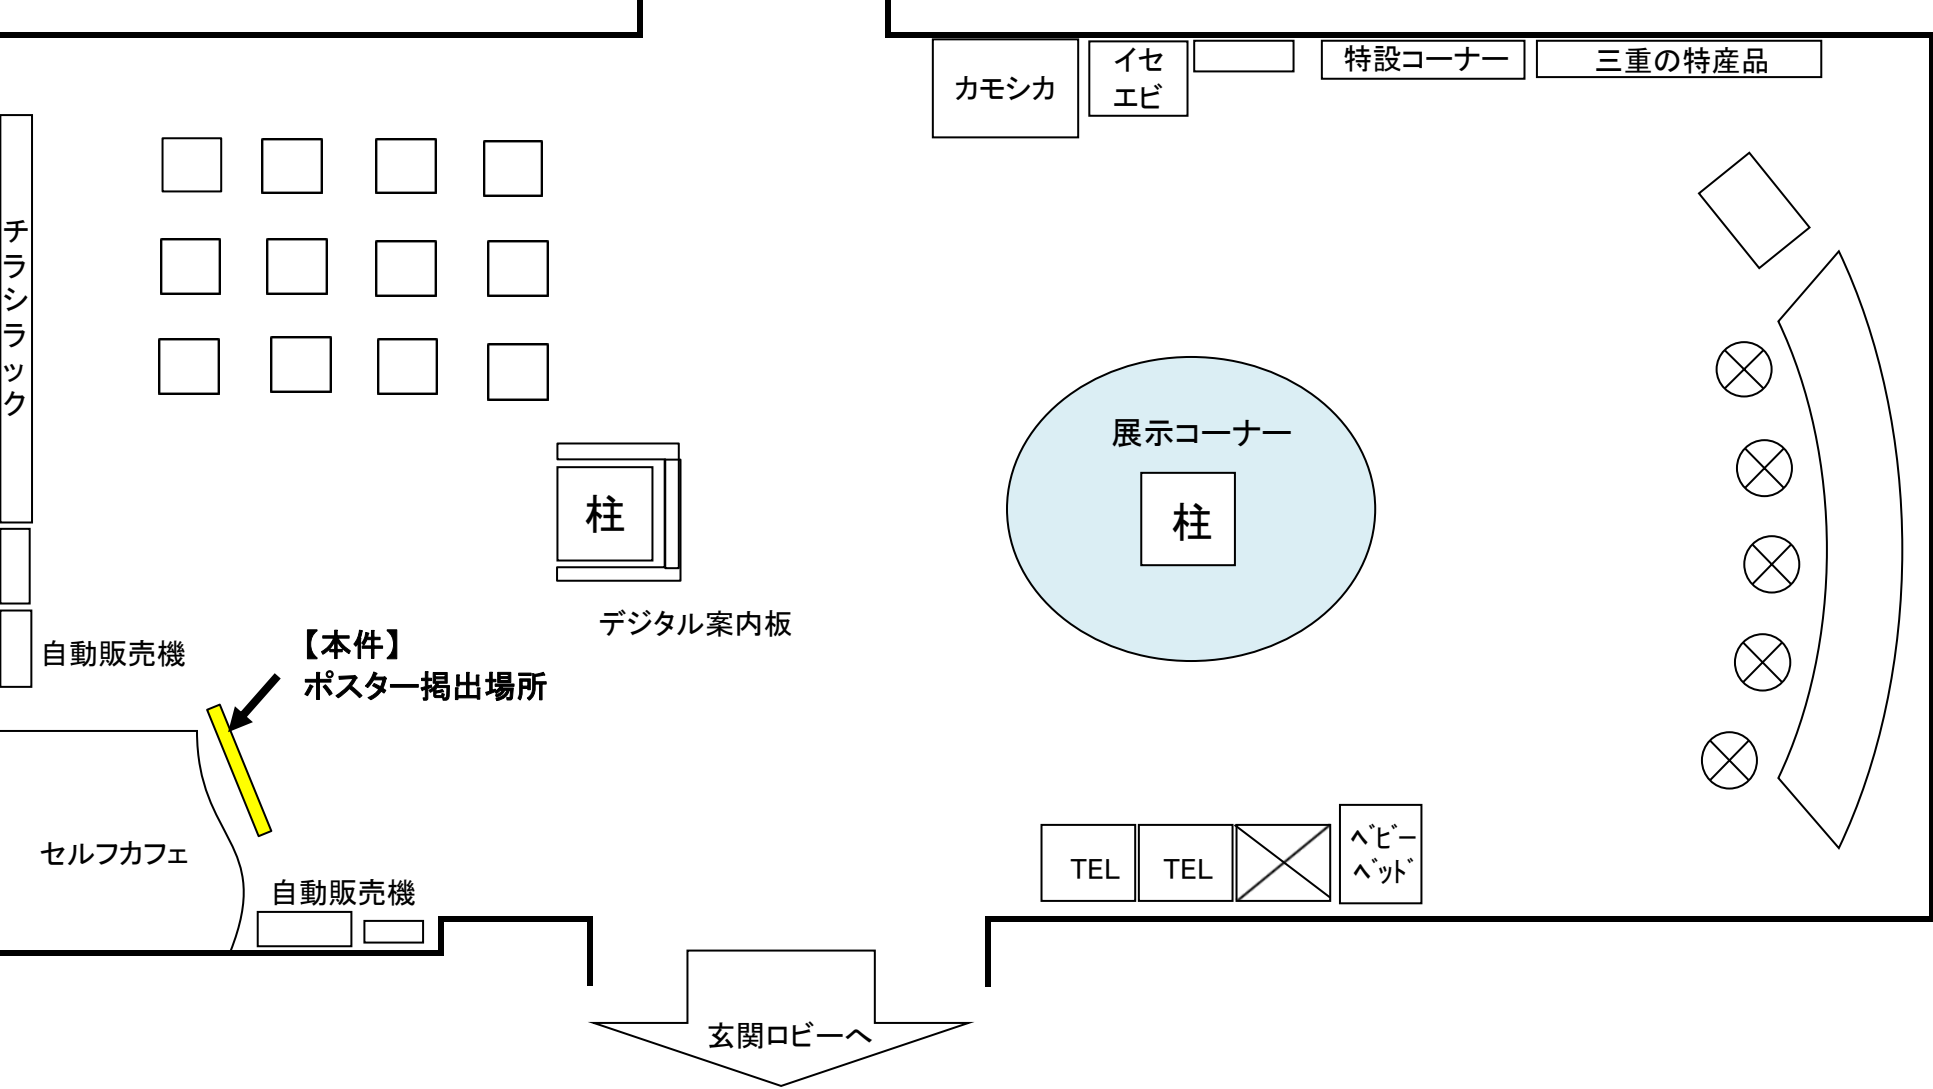 カモシカ
イセ
エビ
特設コーナー
三重の特産品
チラシラック
展示コーナー
柱
柱
デジタル案内板
自動販売機
【本件】
ポスター掲出場所
セルフカフェ
自動販売機
TEL
TEL
ﾍﾞﾋﾞｰ
ﾍﾞｯﾄﾞ
玄関ロビーへ